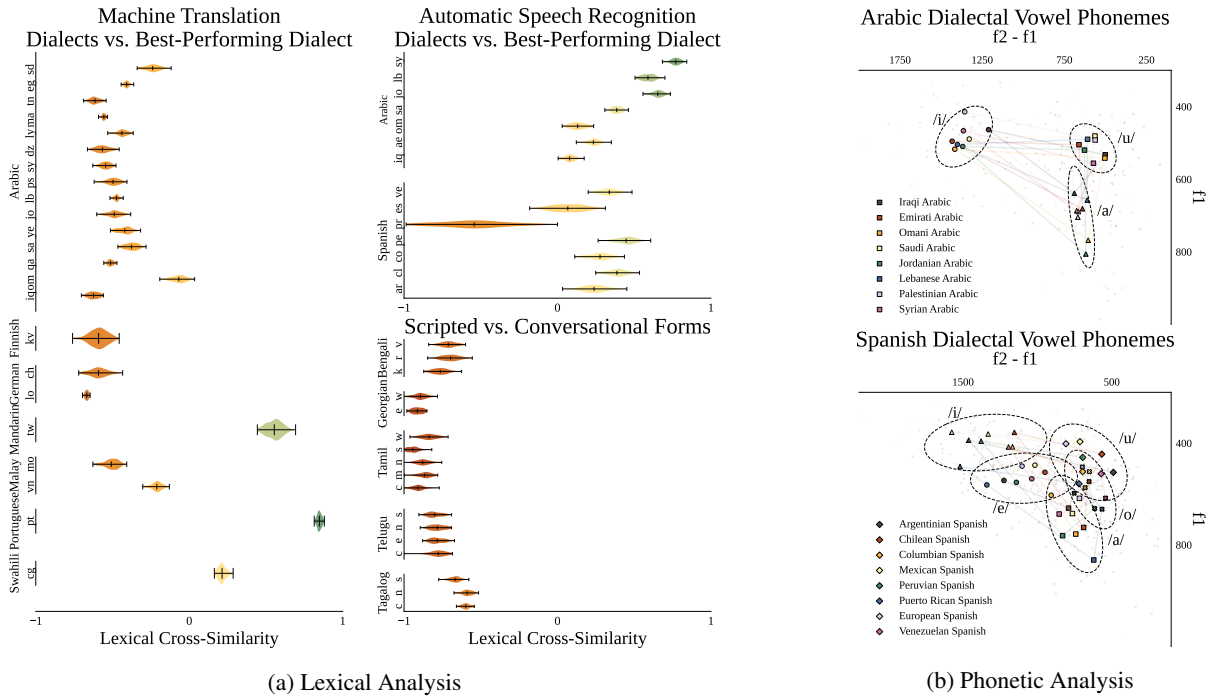 Machine Translation
Dialects vs. Best-Performing Dialect
Arabic
sd
eg
tn
ma
lv
dz
sy
ps
lb
jo
ye
sa
qa
om
iq
Finnish
kv
German
ch
lo
Mandarin
tw
Malay
mo
Portuguese
vn
pt
Swahili
cg
−1
0
1
Lexical Cross-Similarity
Automatic Speech Recognition
Dialects vs. Best-Performing Dialect
Arabic
sy
lb
jo
sa
om
ae
iq
Spanish
ve
es
pr
pe
co
cl
ar
−1
0
1
Scripted vs. Conversational Forms
Bengali
v
r
k
Georgian
w
e
Tamil
w
s
n
m
c
Telugu
s
n
e
c
Tagalog
s
n
c
−1
0
1
Lexical Cross-Similarity
(a) Lexical Analysis
Arabic Dialectal Vowel Phonemes
f2 - f1
1750
1250
750
250
400
600
800
f1
/i/
/u/
/a/
Iraqi Arabic
Emirati Arabic
Omani Arabic
Saudi Arabic
Jordanian Arabic
Lebanese Arabic
Palestinian Arabic
Syrian Arabic
Spanish Dialectal Vowel Phonemes
f2 - f1
1500
500
400
800
f1
/i/
/u/
/e/
/o/
/a/
Argentinian Spanish
Chilean Spanish
Columbian Spanish
Mexican Spanish
Peruvian Spanish
Puerto Rican Spanish
European Spanish
Venezuelan Spanish
(b) Phonetic Analysis